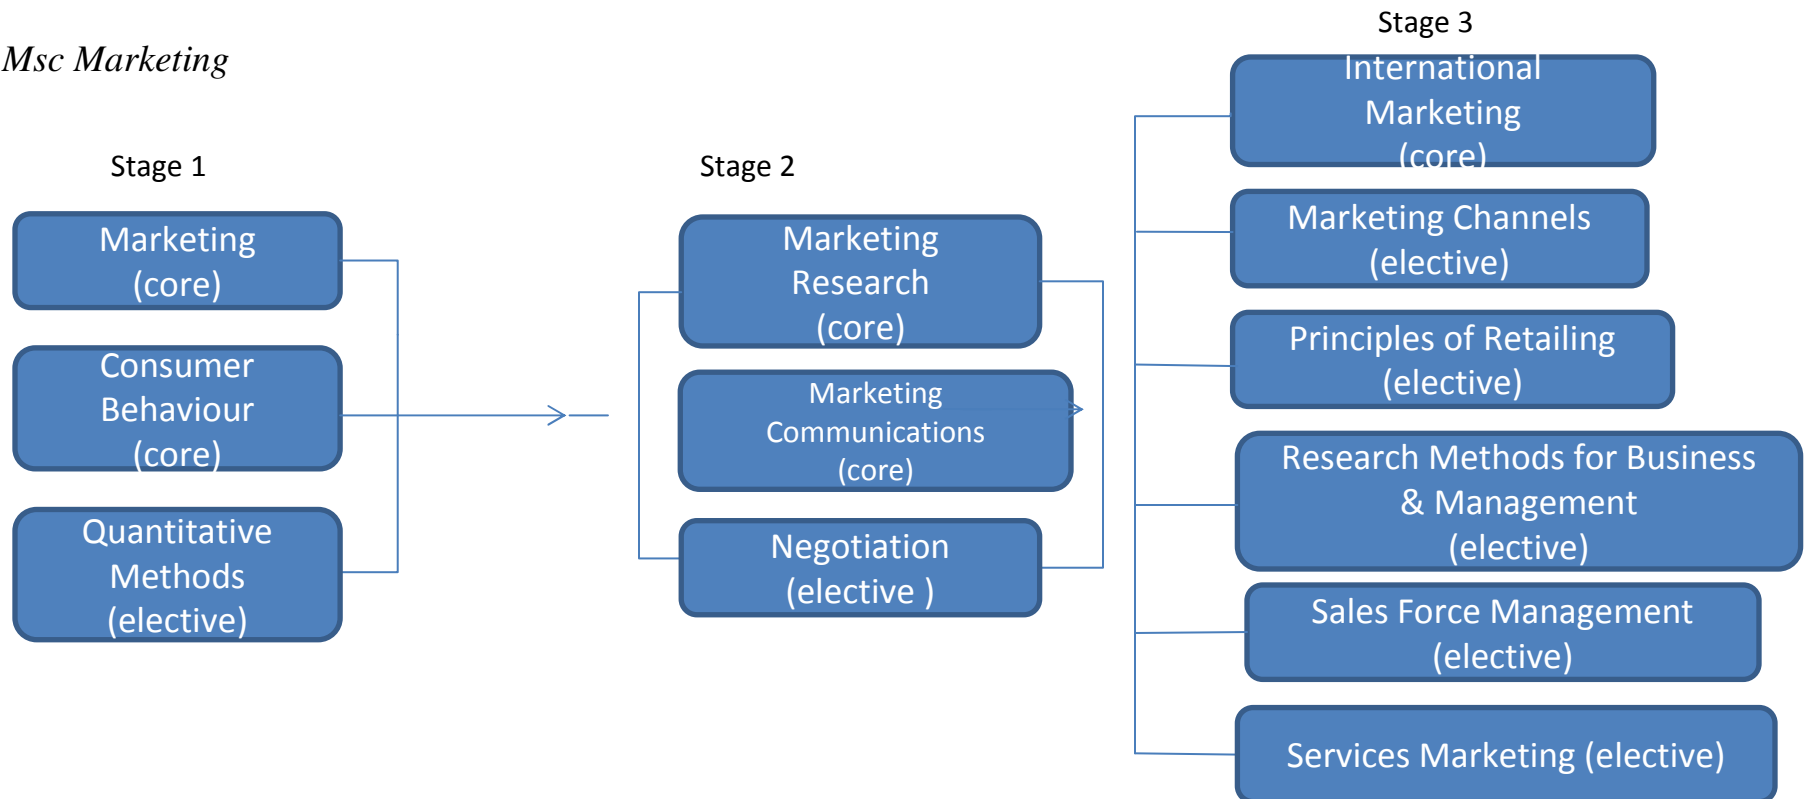 Msc Marketing
Stage 1
Marketing
(core)
Consumer
Behaviour
(core)
Quantitative
Methods
(elective)
Stage 2
Marketing
Research
(core)
Marketing
Communications
(core)
Negotiation
(elective )
Stage 3
International
Marketing
(core)
Marketing Channels
(elective)
Principles of Retailing
(elective)
Research Methods for Business
& Management
(elective)
Sales Force Management
(elective)
Services Marketing (elective)